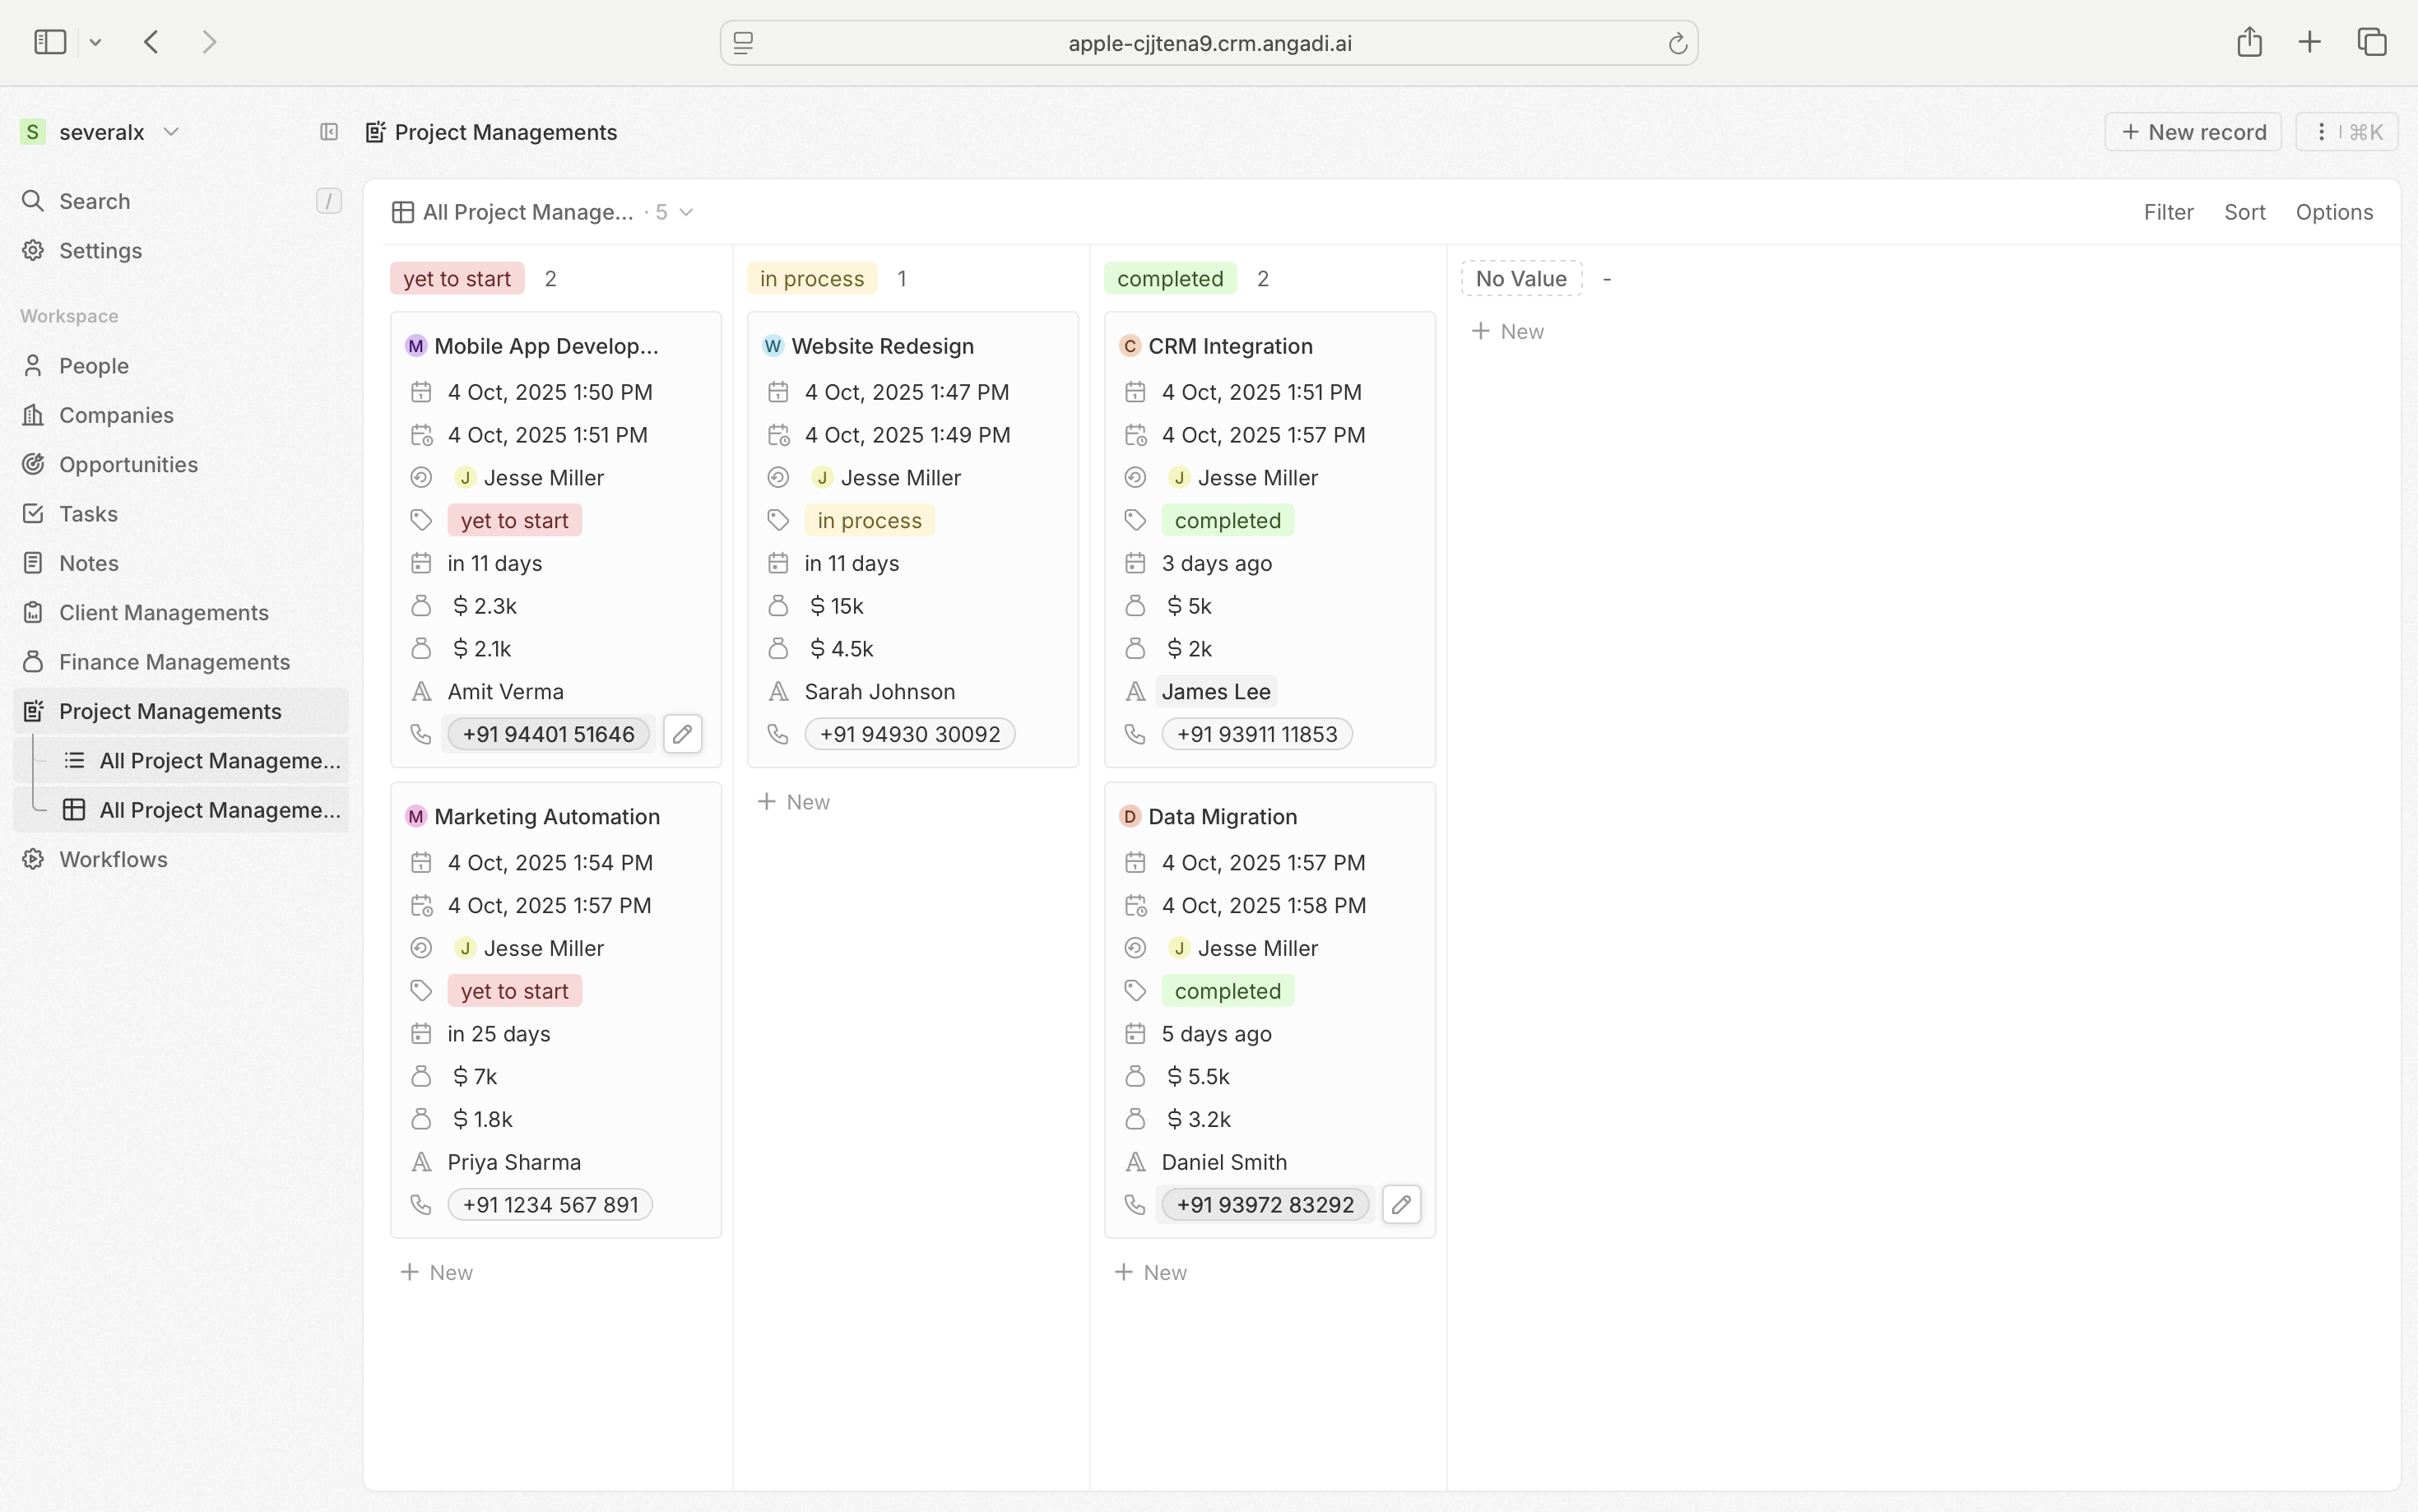 apple-cjjtena9.crm.angadi.ai
S severalx
Project Managements
+ New record
⌘K
Search /
Settings
Workspace
People
Companies
Opportunities
Tasks
Notes
Client Managements
Finance Managements
Project Managements
All Project Manageme...
All Project Manageme...
Workflows
All Project Manage... · 5
Filter Sort Options
yet to start 2
M Mobile App Develop...
4 Oct, 2025 1:50 PM
4 Oct, 2025 1:51 PM
J Jesse Miller
yet to start
in 11 days
$ 2.3k
$ 2.1k
Amit Verma
+91 94401 51646
M Marketing Automation
4 Oct, 2025 1:54 PM
4 Oct, 2025 1:57 PM
J Jesse Miller
yet to start
in 25 days
$ 7k
$ 1.8k
Priya Sharma
+91 1234 567 891
+ New
in process 1
W Website Redesign
4 Oct, 2025 1:47 PM
4 Oct, 2025 1:49 PM
J Jesse Miller
in process
in 11 days
$ 15k
$ 4.5k
Sarah Johnson
+91 94930 30092
+ New
completed 2
C CRM Integration
4 Oct, 2025 1:51 PM
4 Oct, 2025 1:57 PM
J Jesse Miller
completed
3 days ago
$ 5k
$ 2k
James Lee
+91 93911 11853
D Data Migration
4 Oct, 2025 1:57 PM
4 Oct, 2025 1:58 PM
J Jesse Miller
completed
5 days ago
$ 5.5k
$ 3.2k
Daniel Smith
+91 93972 83292
+ New
No Value -
+ New